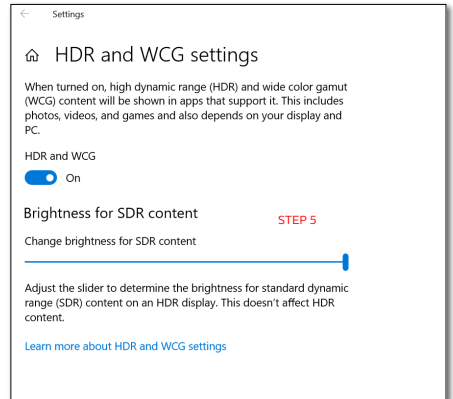 Settings
HDR and WCG settings
When turned on, high dynamic range (HDR) and wide color gamut
(WCG) content will be shown in apps that support it. This includes
photos, videos, and games and also depends on your display and
PC.
HDR and WCG
On
Brightness for SDR content
STEP 5
Change brightness for SDR content
Adjust the slider to determine the brightness for standard dynamic
range (SDR) content on an HDR display. This doesn't affect HDR
content.
Learn more about HDR and WCG settings